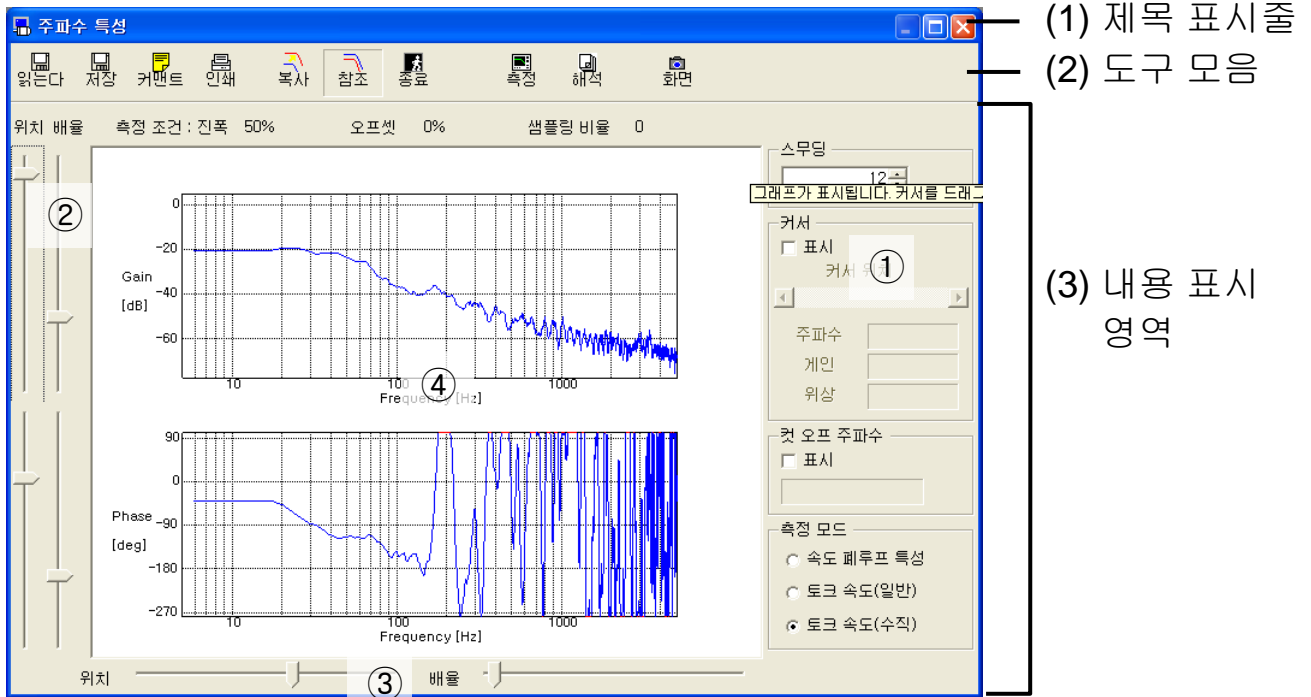 주파수 특성
(1) 제목 표시줄
읽는다 저장 커맨트 인쇄 복사 참조 종료 측정 해석 화면
(2) 도구 모음
위치 배율 측정 조건 : 진폭 50% 오프셋 0% 샘플링 비율 0
스무딩
12
그래프가 표시됩니다. 커서를 드래그
②
0
-20
Gain
[dB]
-40
-60
10 100 1000
Frequency [Hz]
④
커서
표시
커서 위치
①
주파수
게인
위상
(3) 내용 표시
영역
90
0
Phase
-90
[deg]
-180
-270
10 100 1000
Frequency [Hz]
컷 오프 주파수
표시
측정 모드
속도 폐루프 특성
토크 속도(일반)
토크 속도(수직)
위치 ③ 배율